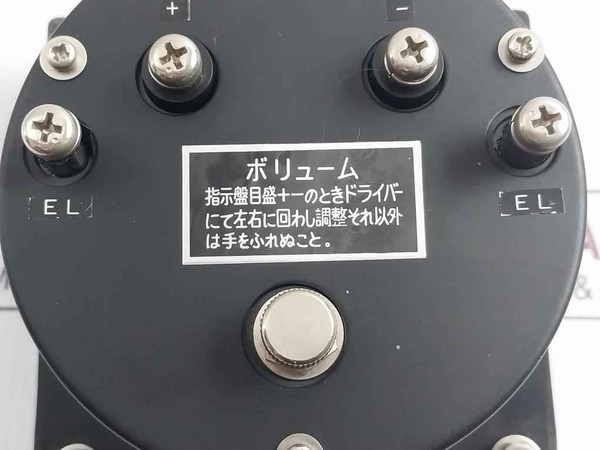 + -
EL
EL
ボリューム
指示盤目盛+-のときドライバー
にて左右に回わし調整それ以外
は手をふれぬこと。